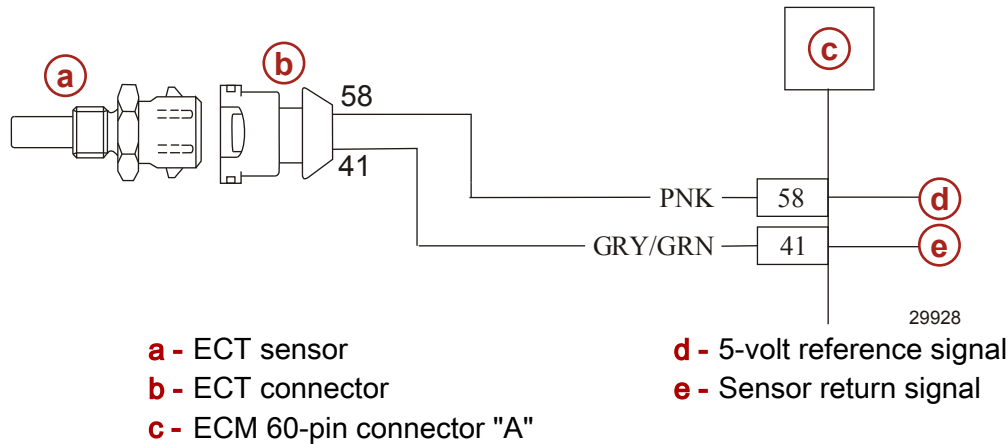 a
b
c
58
41
PNK 58 d
GRY/GRN 41 e
29928
a - ECT sensor
b - ECT connector
c - ECM 60-pin connector "A"
d - 5-volt reference signal
e - Sensor return signal